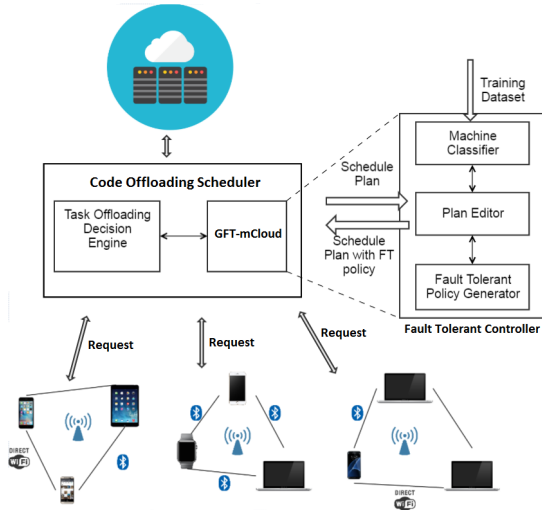 Training
Dataset
Machine
Classifier
Code Offloading Scheduler
Schedule
Plan
Task Offloading
Decision
Engine
GFT-mCloud
Plan Editor
Schedule
Plan with FT
policy
Fault Tolerant
Policy Generator
Fault Tolerant Controller
Request
Request
Request
DIRECT
WiFi
DIRECT
WiFi